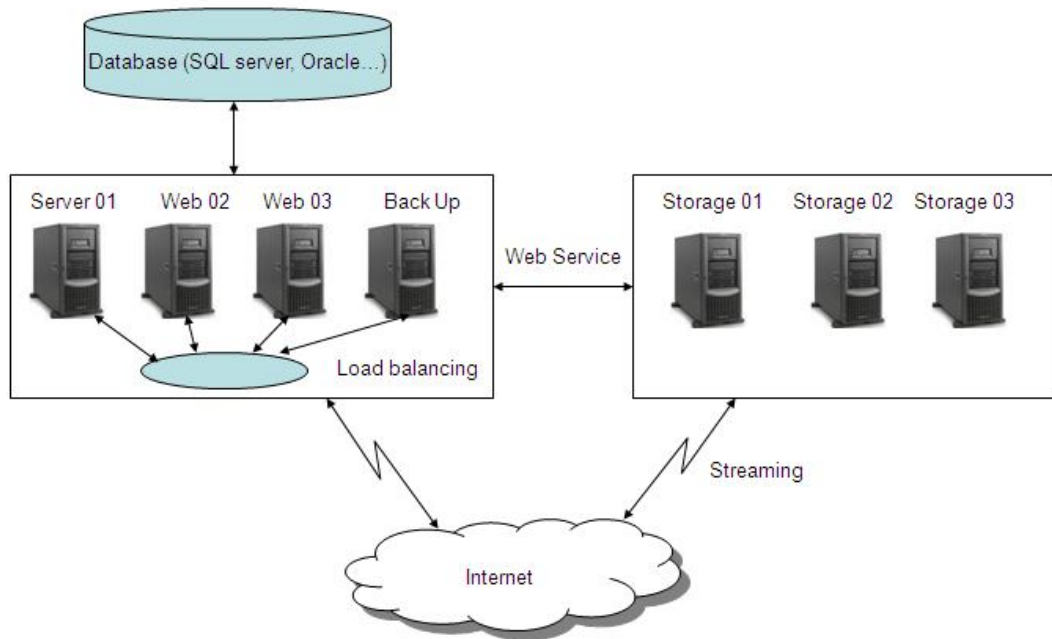 Database (SQL server, Oracle...)
Server 01
Web 02
Web 03
Back Up
Storage 01
Storage 02
Storage 03
Web Service
Load balancing
Streaming
Internet